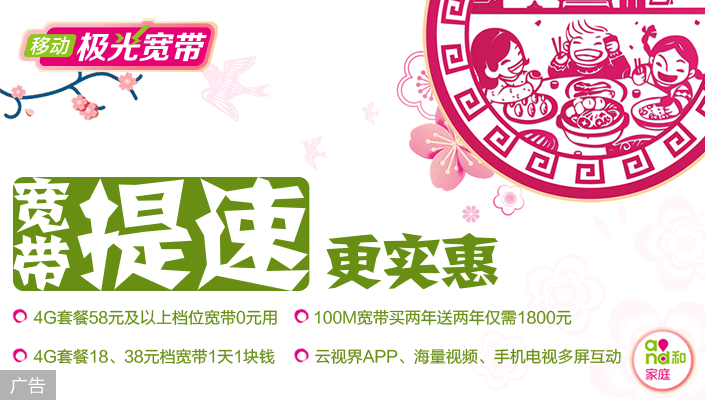 移动 极光宽带
宽带 提速 更实惠
4G套餐58元及以上档位宽带0元用
100M宽带买两年送两年仅需1800元
4G套餐18、38元档宽带1天1块钱
云视界APP、海量视频、手机电视多屏互动
and和
家庭
广告